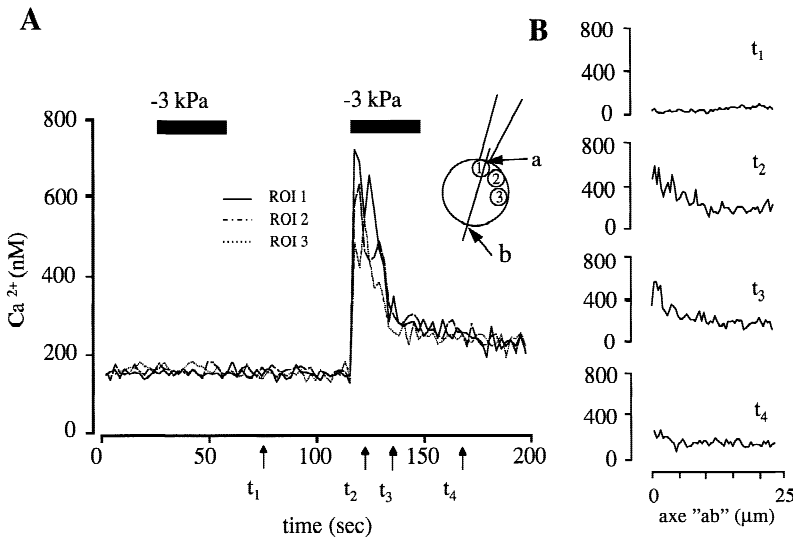 A
-3 kPa
-3 kPa
800
600
400
200
0
Ca 2+ (nM)
ROI 1
ROI 2
ROI 3
1
2
3
a
b
0
50
100
150
200
t1
t2
t3
t4
time (sec)
B
800
400
0
t1
800
400
0
t2
800
400
0
t3
800
400
0
t4
0
25
axe "ab" (μm)